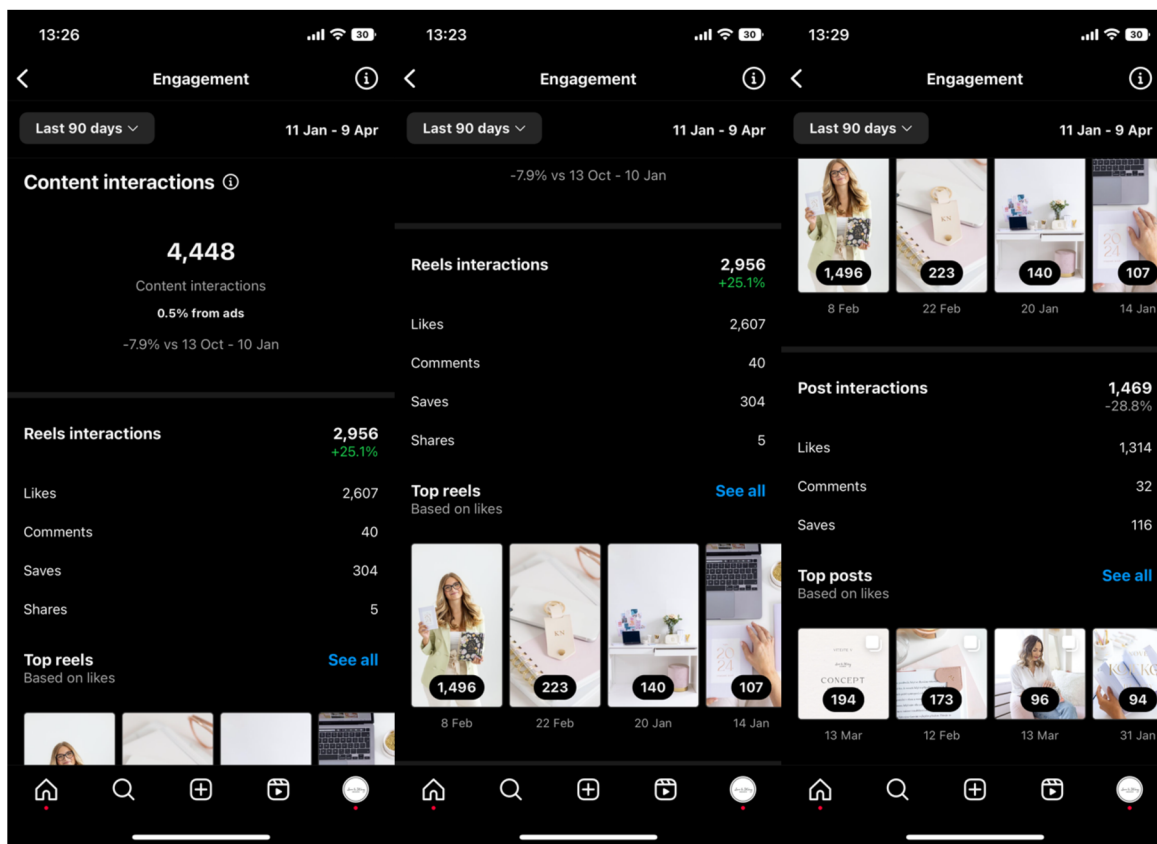 13:26
30
Engagement
Last 90 days
11 Jan - 9 Apr
Content interactions
4,448
Content interactions
0.5% from ads
-7.9% vs 13 Oct - 10 Jan
Reels interactions 2,956
+25.1%
Likes 2,607
Comments 40
Saves 304
Shares 5
Top reels See all
Based on likes
13:23
30
Engagement
Last 90 days
11 Jan - 9 Apr
-7.9% vs 13 Oct - 10 Jan
Reels interactions 2,956
+25.1%
Likes 2,607
Comments 40
Saves 304
Shares 5
Top reels See all
Based on likes
KN
20
24
1,496 223 140 107
8 Feb 22 Feb 20 Jan 14 Jan
13:29
30
Engagement
Last 90 days
11 Jan - 9 Apr
KN
20
24
1,496 223 140 107
8 Feb 22 Feb 20 Jan 14 Jan
Post interactions 1,469
-28.8%
Likes 1,314
Comments 32
Saves 116
Top posts See all
Based on likes
CONCEPT
194 173 96 94
13 Mar 12 Feb 13 Mar 31 Jan